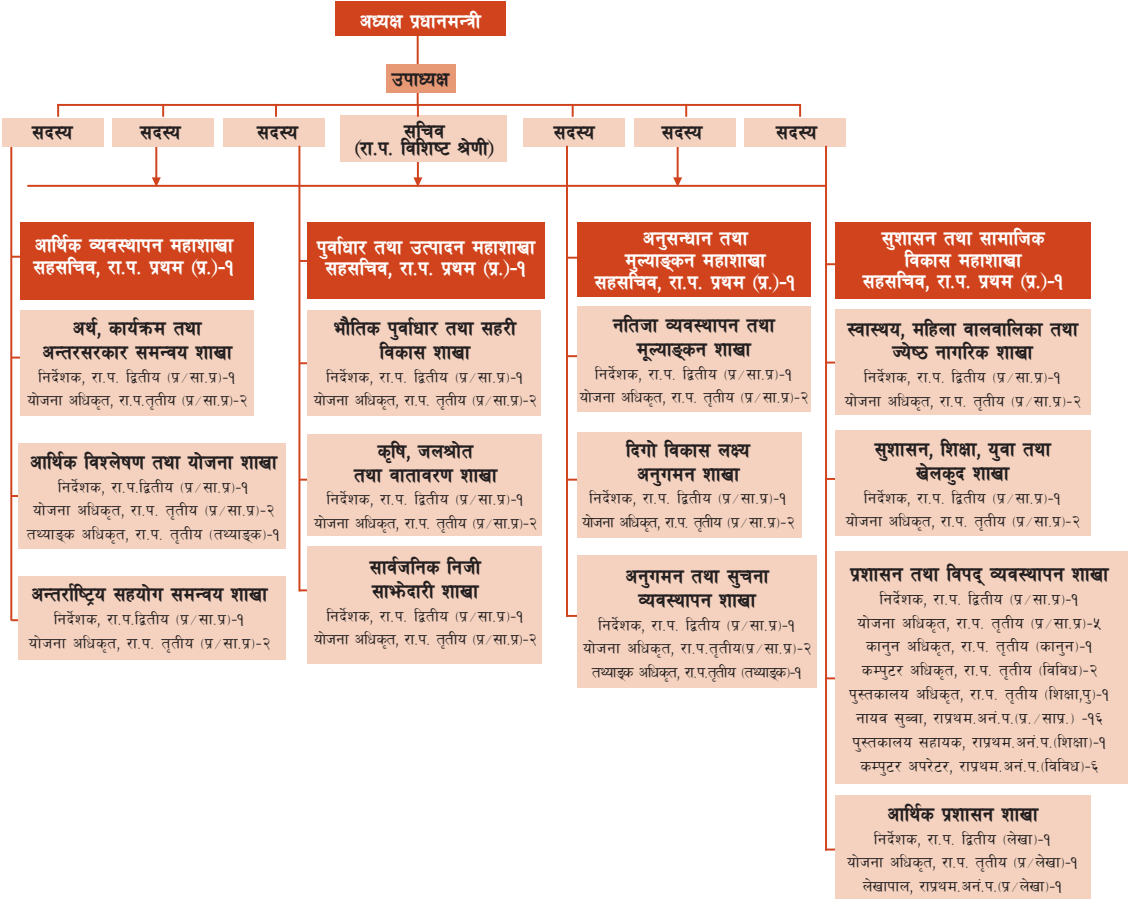 अध्यक्ष प्रधानमन्त्री
उपाध्यक्ष
सदस्य
सदस्य
सदस्य
सचिव
(रा.प. विशिष्ट श्रेणी)
सदस्य
सदस्य
सदस्य
आर्थिक व्यवस्थापन महाशाखा
सहसचिव, रा.प. प्रथम (प्र.)-१
अर्थ, कार्यक्रम तथा
अन्तरसरकार समन्वय शाखा
निर्देशक, रा.प. द्वितीय (प्र/सा.प्र)-१
योजना अधिकृत, रा.प.तृतीय (प्र/सा.प्र)-२
आर्थिक विश्लेषण तथा योजना शाखा
निर्देशक, रा.प.द्वितीय (प्र/सा.प्र)-१
योजना अधिकृत, रा.प. तृतीय (प्र/सा.प्र)-२
तथ्याङ्क अधिकृत, रा.प. तृतीय (तथ्याङ्क)-१
अन्तर्राष्ट्रिय सहयोग समन्वय शाखा
निर्देशक, रा.प.द्वितीय (प्र/सा.प्र)-१
योजना अधिकृत, रा.प. तृतीय (प्र/सा.प्र)-२
पुर्वाधार तथा उत्पादन महाशाखा
सहसचिव, रा.प. प्रथम (प्र.)-१
भौतिक पुर्वाधार तथा सहरी
विकास शाखा
निर्देशक, रा.प. द्वितीय (प्र/सा.प्र)-१
योजना अधिकृत, रा.प. तृतीय (प्र/सा.प्र)-२
कृषि, जलश्रोत
तथा वातावरण शाखा
निर्देशक, रा.प. द्वितीय (प्र/सा.प्र)-१
योजना अधिकृत, रा.प. तृतीय (प्र/सा.प्र)-२
सार्वजनिक निजी
साझेदारी शाखा
निर्देशक, रा.प. द्वितीय (प्र/सा.प्र)-१
योजना अधिकृत, रा.प. तृतीय (प्र/सा.प्र)-२
अनुसन्धान तथा
मुल्याङ्कन महाशाखा
सहसचिव, रा.प. प्रथम (प्र.)-१
नतिजा व्यवस्थापन तथा
मूल्याङ्कन शाखा
निर्देशक, रा.प. द्वितीय (प्र/सा.प्र)-१
योजना अधिकृत, रा.प. तृतीय (प्र/सा.प्र)-२
दिगो विकास लक्ष्य
अनुगमन शाखा
निर्देशक, रा.प. द्वितीय (प्र/सा.प्र)-१
योजना अधिकृत, रा.प. तृतीय (प्र/सा.प्र)-२
अनुगमन तथा सुचना
व्यवस्थापन शाखा
निर्देशक, रा.प. द्वितीय (प्र/सा.प्र)-१
योजना अधिकृत, रा.प.तृतीय(प्र/सा.प्र)-२
तथ्याङ्क अधिकृत, रा.प.तृतीय (तथ्याङ्क)-१
सुशासन तथा सामाजिक
विकास महाशाखा
सहसचिव, रा.प. प्रथम (प्र.)-१
स्वास्थय, महिला वालवालिका तथा
ज्येष्ठ नागरिक शाखा
निर्देशक, रा.प. द्वितीय (प्र/सा.प्र)-१
योजना अधिकृत, रा.प. तृतीय (प्र/सा.प्र)-२
सुशासन, शिक्षा, युवा तथा
खेलकुद शाखा
निर्देशक, रा.प. द्वितीय (प्र/सा.प्र)-१
योजना अधिकृत, रा.प. तृतीय (प्र/सा.प्र)-२
प्रशासन तथा विपद् व्यवस्थापन शाखा
निर्देशक, रा.प. द्वितीय (प्र/सा.प्र)-१
योजना अधिकृत, रा.प. तृतीय (प्र/सा.प्र)-५
कानुन अधिकृत, रा.प. तृतीय (कानुन)-१
कम्पुटर अधिकृत, रा.प. तृतीय (विविध)-२
पुस्तकालय अधिकृत, रा.प. तृतीय (शिक्षा,पु)-१
नायव सुब्वा, राप्रथम.अनं.प.(प्र./साप्र.) -१६
पुस्तकालय सहायक, राप्रथम.अनं.प.(शिक्षा)-१
कम्पुटर अपरेटर, राप्रथम.अनं.प.(विविध)-६
आर्थिक प्रशासन शाखा
निर्देशक, रा.प. द्वितीय (लेखा)-१
योजना अधिकृत, रा.प. तृतीय (प्र/लेखा)-१
लेखापाल, राप्रथम.अनं.प.(प्र/लेखा)-१